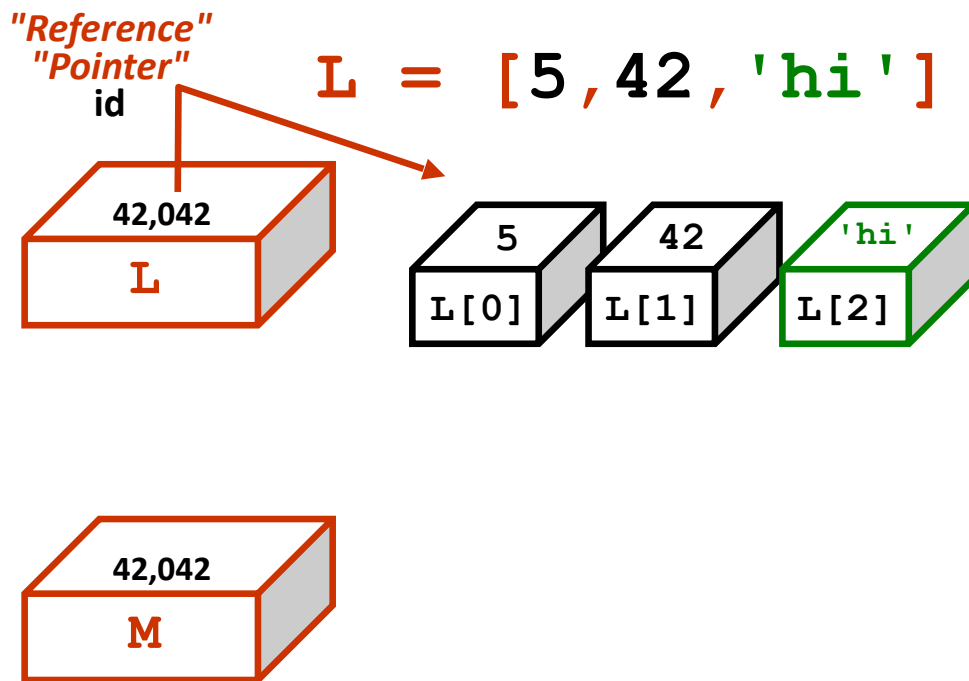 "Reference"
"Pointer"
id
L = [5,42,'hi']
42,042
L
5
42
'hi'
L[0]
L[1]
L[2]
42,042
M